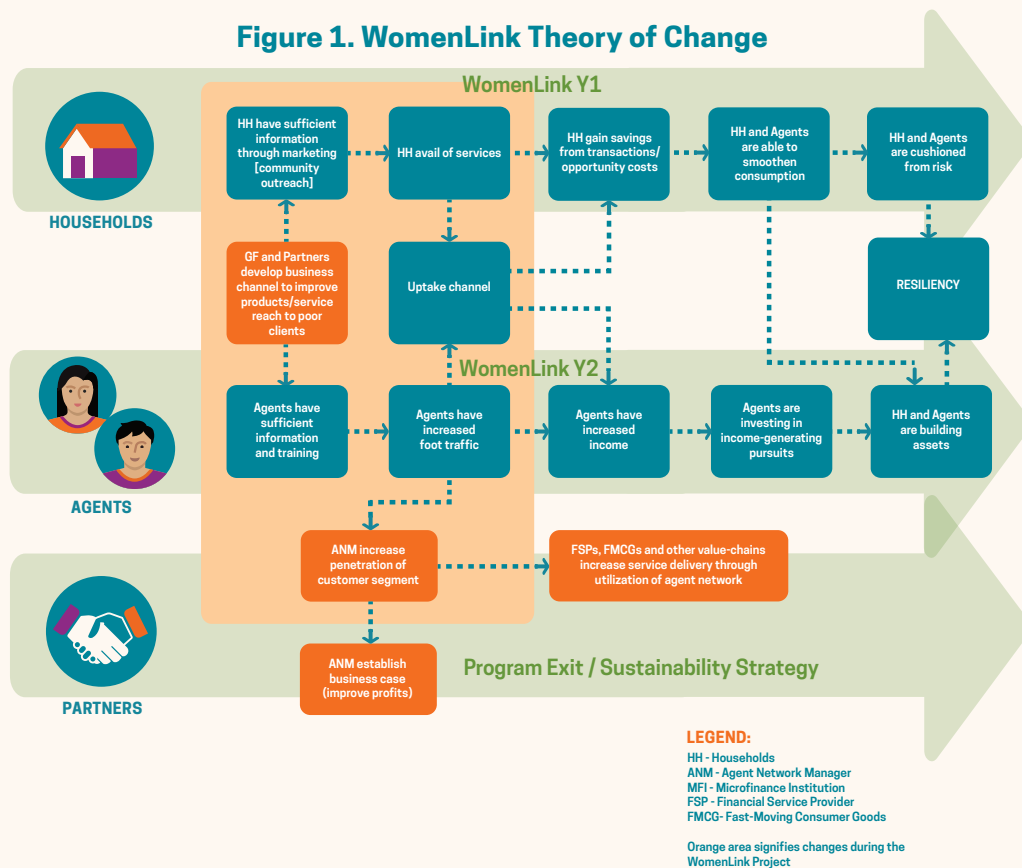 Figure 1. WomenLink Theory of Change
WomenLink Y1
HH have sufficient
information
through marketing
[community
outreach]
HH avail of services
HH gain savings
from transactions/
opportunity costs
HH and Agents
are able to
smoothen
consumption
HH and Agents
are cushioned
from risk
HOUSEHOLDS
GF and Partners
develop business
channel to improve
products/service
reach to poor
clients
Uptake channel
RESILIENCY
WomenLink Y2
Agents have
sufficient
information
and training
Agents have
increased
foot traffic
Agents have
increased
income
Agents are
investing in
income-generating
pursuits
HH and Agents
are building
assets
AGENTS
ANM increase
penetration of
customer segment
FSPs, FMCGs and other value-chains
increase service delivery through
utilization of agent network
ANM establish
business case
(improve profits)
Program Exit / Sustainability Strategy
PARTNERS
LEGEND:
HH - Households
ANM - Agent Network Manager
MFI - Microfinance Institution
FSP - Financial Service Provider
FMCG- Fast-Moving Consumer Goods
Orange area signifies changes during the
WomenLink Project